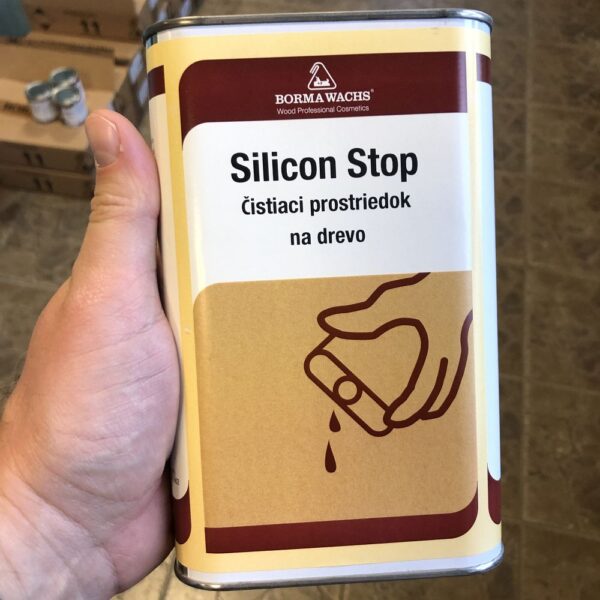 BORMA WACHS®
Wood Professional Cosmetics
Silicon Stop
čistiaci prostriedok
na drevo